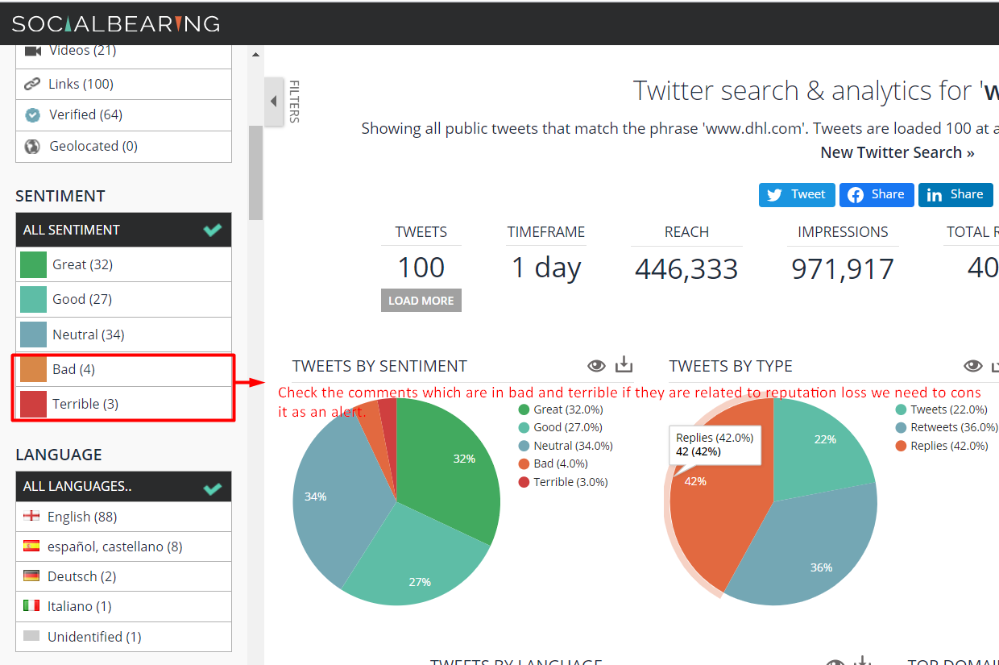 SOCIALBEARING
Videos (21)
Links (100)
Verified (64)
Geolocated (0)
SENTIMENT
ALL SENTIMENT
Great (32)
Good (27)
Neutral (34)
Bad (4)
Terrible (3)
LANGUAGE
ALL LANGUAGES..
English (88)
español, castellano (8)
Deutsch (2)
Italiano (1)
Unidentified (1)
FILTERS
Twitter search & analytics for 'w
Showing all public tweets that match the phrase 'www.dhl.com'. Tweets are loaded 100 at a
New Twitter Search »
Tweet Share Share
TWEETS TIMEFRAME REACH IMPRESSIONS TOTAL R
100 1 day 446,333 971,917 40
LOAD MORE
TWEETS BY SENTIMENT
Check the comments which are in bad and terrible if they are related to reputation loss we need to cons
it as an alert.
Great (32.0%)
Good (27.0%)
Neutral (34.0%)
Bad (4.0%)
Terrible (3.0%)
32%
34%
27%
TWEETS BY TYPE
Tweets (22.0%)
Retweets (36.0%)
Replies (42.0%)
Replies (42.0%)
42 (42%)
22%
42%
36%
TWEETS BY LANGUAGE
TOP DOMAI